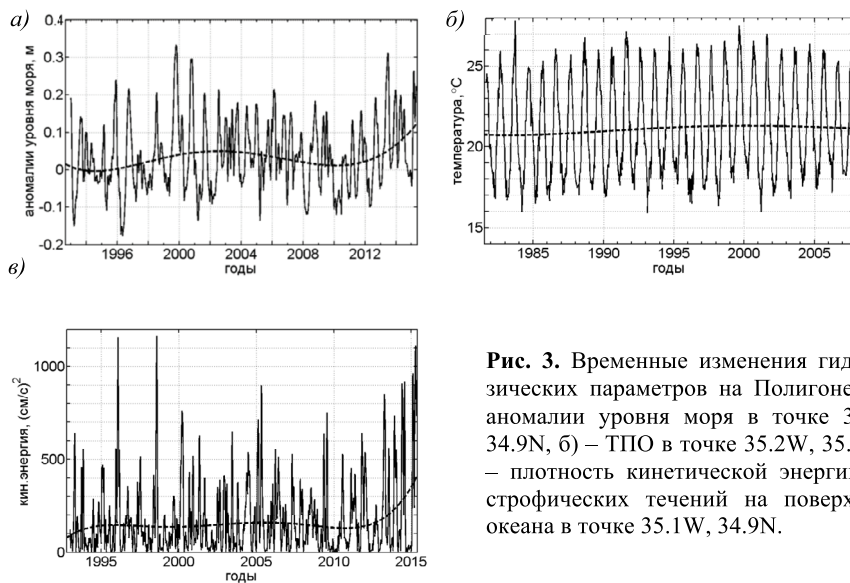 а)
0.4
0.3
0.2
0.1
0
-0.1
-0.2
аномалии уровня моря, м
1996 2000 2004 2008 2012
годы
б)
25
20
15
температура,°C
1985 1990 1995 2000 2005
годы
в)
1000
500
0
кин.энергия, (см/с)²
1995 2000 2005 2010 2015
годы
Рис. 3. Временные изменения гид
зических параметров на Полигоне
аномалии уровня моря в точке 3
34.9N, б) – ТПО в точке 35.2W, 35.
– плотность кинетической энергии
строфических течений на поверх
океана в точке 35.1W, 34.9N.